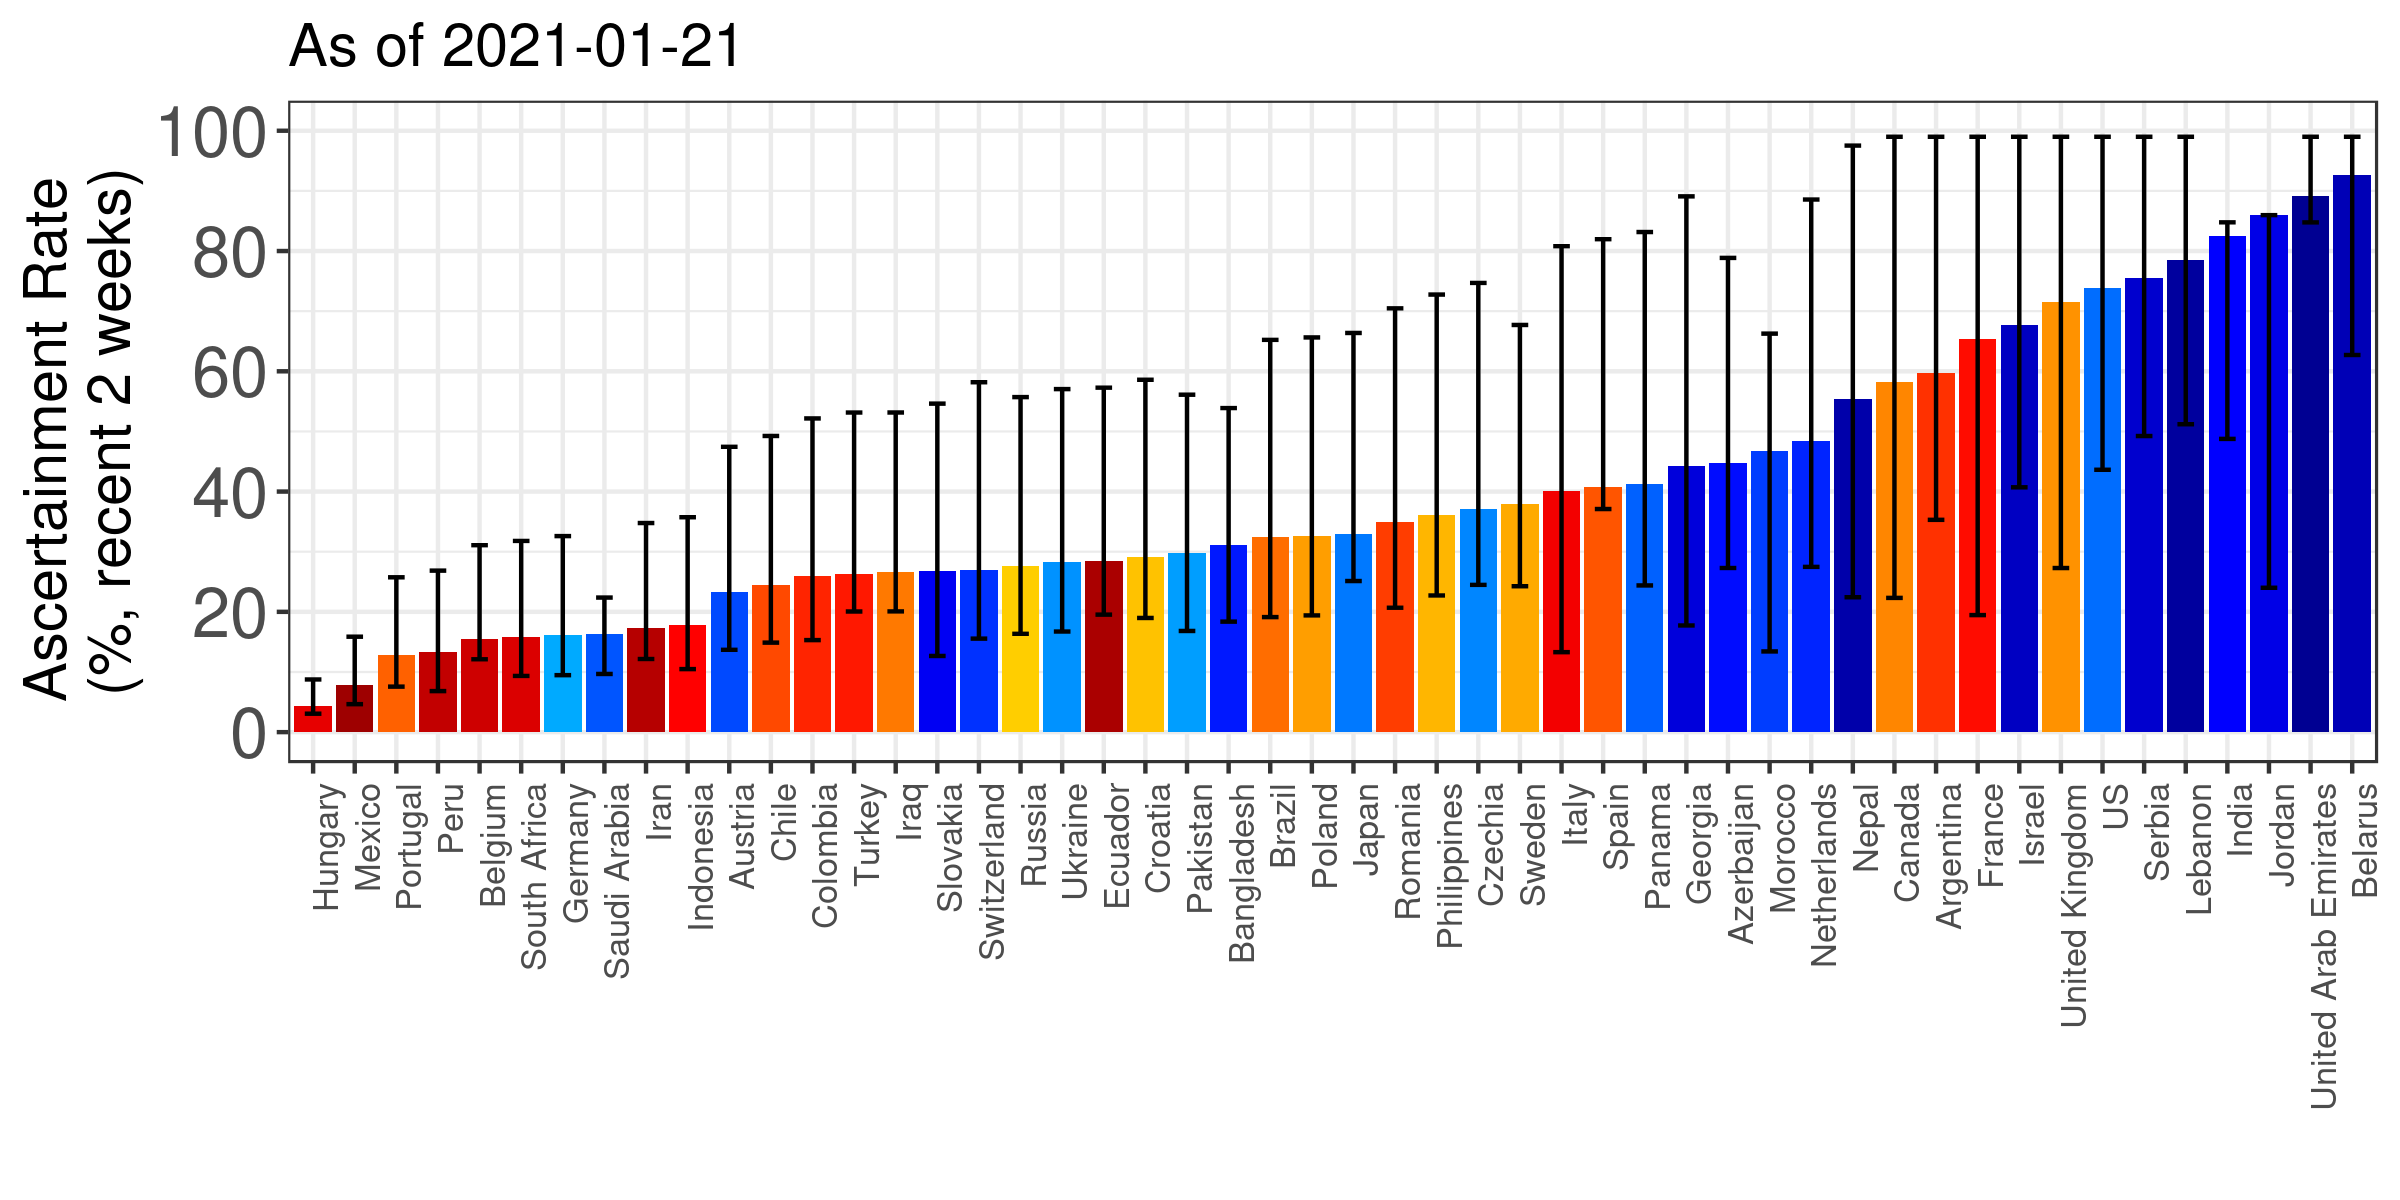 As of 2021-01-21
Ascertainment Rate
(%, recent 2 weeks)
100
80
60
40
20
0
Hungary
Mexico
Portugal
Peru
Belgium
South Africa
Germany
Saudi Arabia
Iran
Indonesia
Austria
Chile
Colombia
Turkey
Iraq
Slovakia
Switzerland
Russia
Ukraine
Ecuador
Croatia
Pakistan
Bangladesh
Brazil
Poland
Japan
Romania
Philippines
Czechia
Sweden
Italy
Spain
Panama
Georgia
Azerbaijan
Morocco
Netherlands
Nepal
Canada
Argentina
France
Israel
United Kingdom
US
Serbia
Lebanon
India
Jordan
United Arab Emirates
Belarus